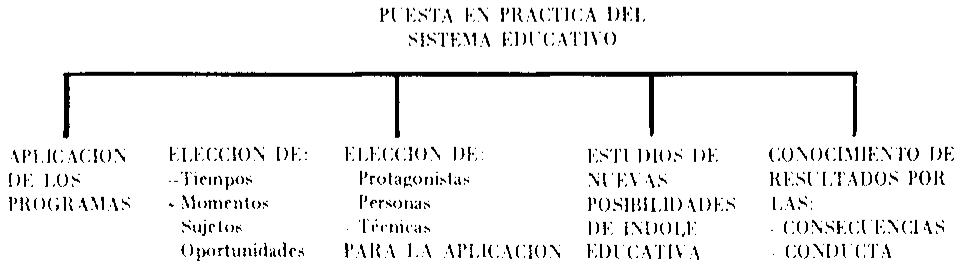 PUESTA EN PRACTICA DEL
SISTEMA EDUCATIVO
APLICACION
DE LOS
PROGRAMAS
ELECCION DE:
- Tiempos
- Momentos
Sujetos
Oportunidades
ELECCION DE:
Protagonistas
Personas
- Técnicas
PARA LA APLICACION
ESTUDIOS DE
NUEVAS
POSIBILIDADES
DE INDOLE
EDUCATIVA
CONOCIMIENTO DE
RESULTADOS POR
LAS:
- CONSECUENCIAS
- CONDUCTA